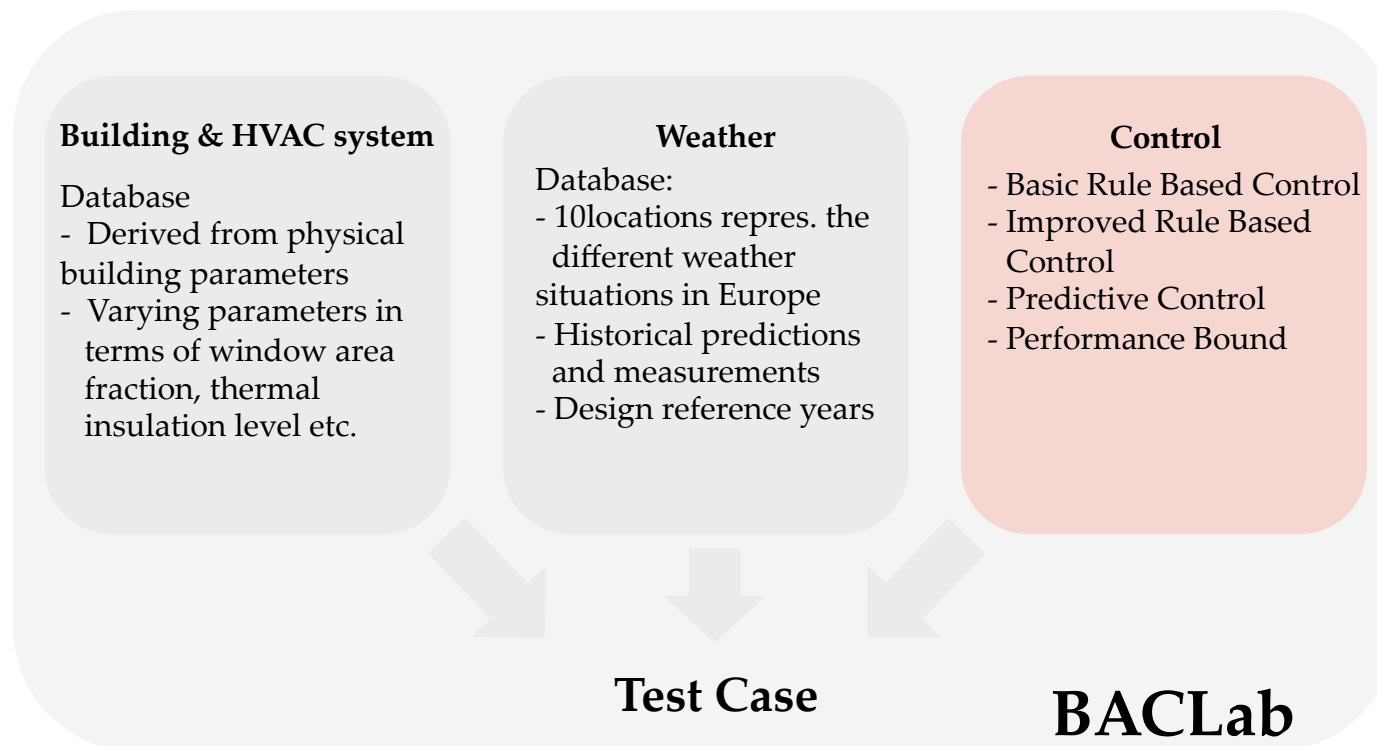 Building & HVAC system
Database
- Derived from physical
building parameters
- Varying parameters in
terms of window area
fraction, thermal
insulation level etc.
Weather
Database:
- 10locations repres. the
different weather
situations in Europe
- Historical predictions
and measurements
- Design reference years
Control
- Basic Rule Based Control
- Improved Rule Based
Control
- Predictive Control
- Performance Bound
Test Case
BACLab